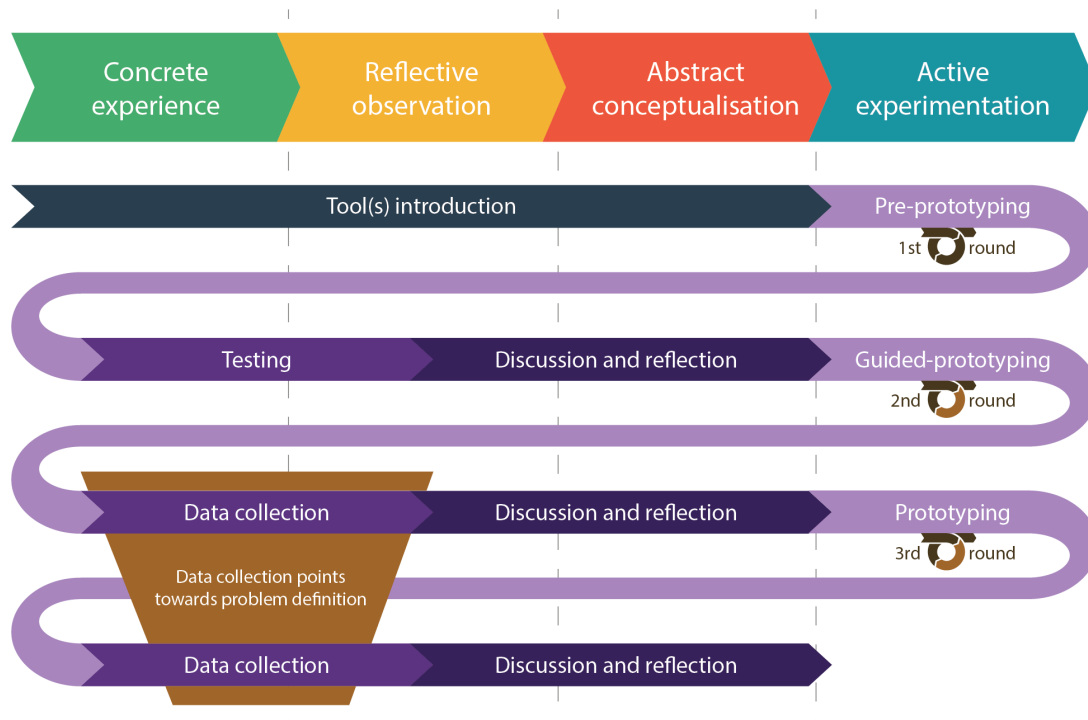 Concrete
experience
Reflective
observation
Abstract
conceptualisation
Active
experimentation
Tool(s) introduction
Pre-prototyping
1st round
Testing
Discussion and reflection
Guided-prototyping
2nd round
Data collection
Discussion and reflection
Prototyping
3rd round
Data collection points
towards problem definition
Data collection
Discussion and reflection